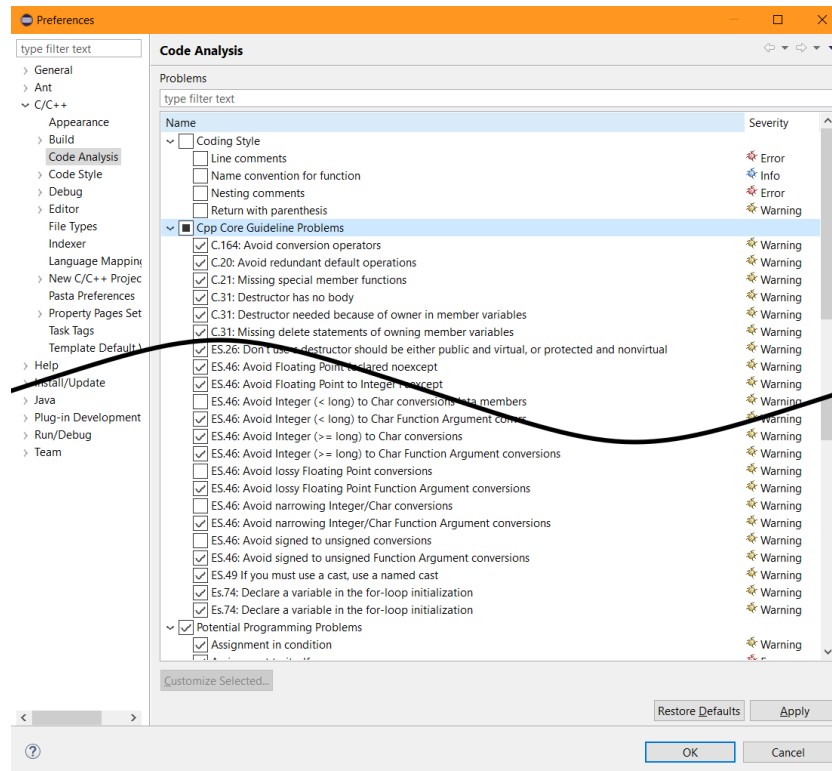 Preferences
type filter text
General
Ant
C/C++
Appearance
Build
Code Analysis
Code Style
Debug
Editor
File Types
Indexer
Language Mapping
New C/C++ Projec
Pasta Preferences
Property Pages Set
Task Tags
Template Default
Help
Install/Update
Java
Plug-in Development
Run/Debug
Team
Code Analysis
Problems
type filter text
Name Severity
Coding Style
Line comments Error
Name convention for function Info
Nesting comments Error
Return with parenthesis Warning
Cpp Core Guideline Problems
C.164: Avoid conversion operators Warning
C.20: Avoid redundant default operations Warning
C.21: Missing special member functions Warning
C.31: Destructor has no body Warning
C.31: Destructor needed because of owner in member variables Warning
C.31: Missing delete statements of owning member variables Warning
ES.26: Don't destructor should be either public and virtual, or protected and nonvirtual Warning
ES.46: Avoid Floating Point declared noexcept Warning
ES.46: Avoid Floating Point to Integer Warning
ES.46: Avoid Integer (< long) to Char conversions members Warning
ES.46: Avoid Integer (< long) to Char Function Argument Warning
ES.46: Avoid Integer (>= long) to Char conversions Warning
ES.46: Avoid Integer (>= long) to Char Function Argument conversions Warning
ES.46: Avoid lossy Floating Point conversions Warning
ES.46: Avoid lossy Floating Point Function Argument conversions Warning
ES.46: Avoid narrowing Integer/Char conversions Warning
ES.46: Avoid narrowing Integer/Char Function Argument conversions Warning
ES.46: Avoid signed to unsigned conversions Warning
ES.46: Avoid signed to unsigned Function Argument conversions Warning
ES.49 If you must use a cast, use a named cast Warning
Es.74: Declare a variable in the for-loop initialization Warning
Es.74: Declare a variable in the for-loop initialization Warning
Potential Programming Problems
Assignment in condition Warning
Customize Selected...
Restore Defaults Apply
OK Cancel